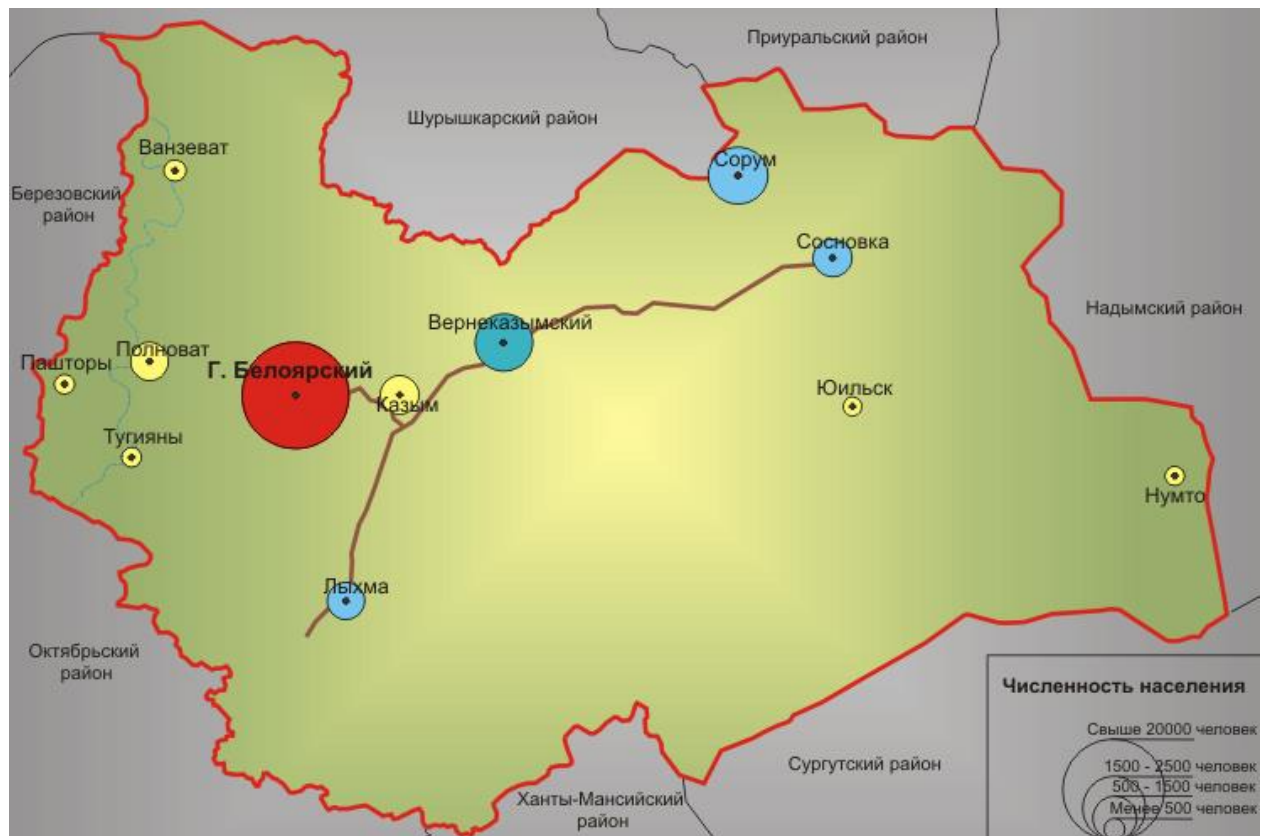 Приуральский район
Шурышкарский район
Ванзеват
Сорум
Березовский
район
Сосновка
Надымский район
Вернеказымский
Полноват
Пашторы
Г. Белоярский
Юильск
Казым
Тугияны
Нумто
Лыхма
Октябрьский
район
Численность населения
Свыше 20000 человек
1500 - 2500 человек
500 - 1500 человек
Менее 500 человек
Сургутский район
Ханты-Мансийский
район